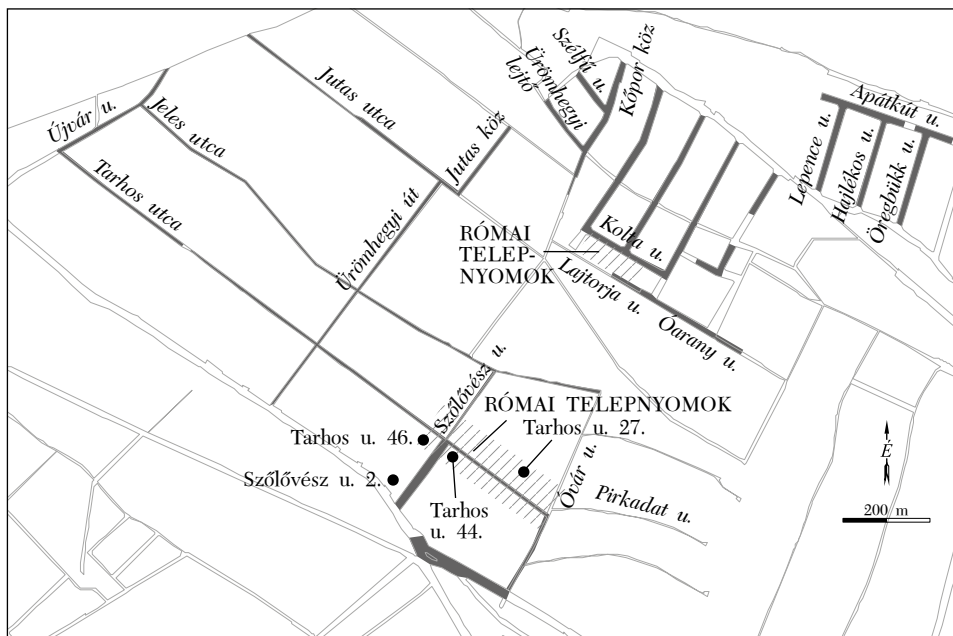 Újvár u.
Jeles utca
Tarhos utca
Jutas utca
Jutas köz
Ürömhegyi út
Szélfű u.
Ürömhegyi
lejtő
Kőpor köz
Apátkút u.
Lepence u.
Hajlékos u.
Öregbükk u.
RÓMAI
TELEP-
NYOMOK
Kolta u.
Lajtorja u.
Óarany u.
Szőlővész u.
RÓMAI TELEPNYOMOK
Tarhos u. 27.
Tarhos u. 46.
Szőlővész u. 2.
Tarhos
u. 44.
Óvár u.
Pirkadat u.
É
200 m